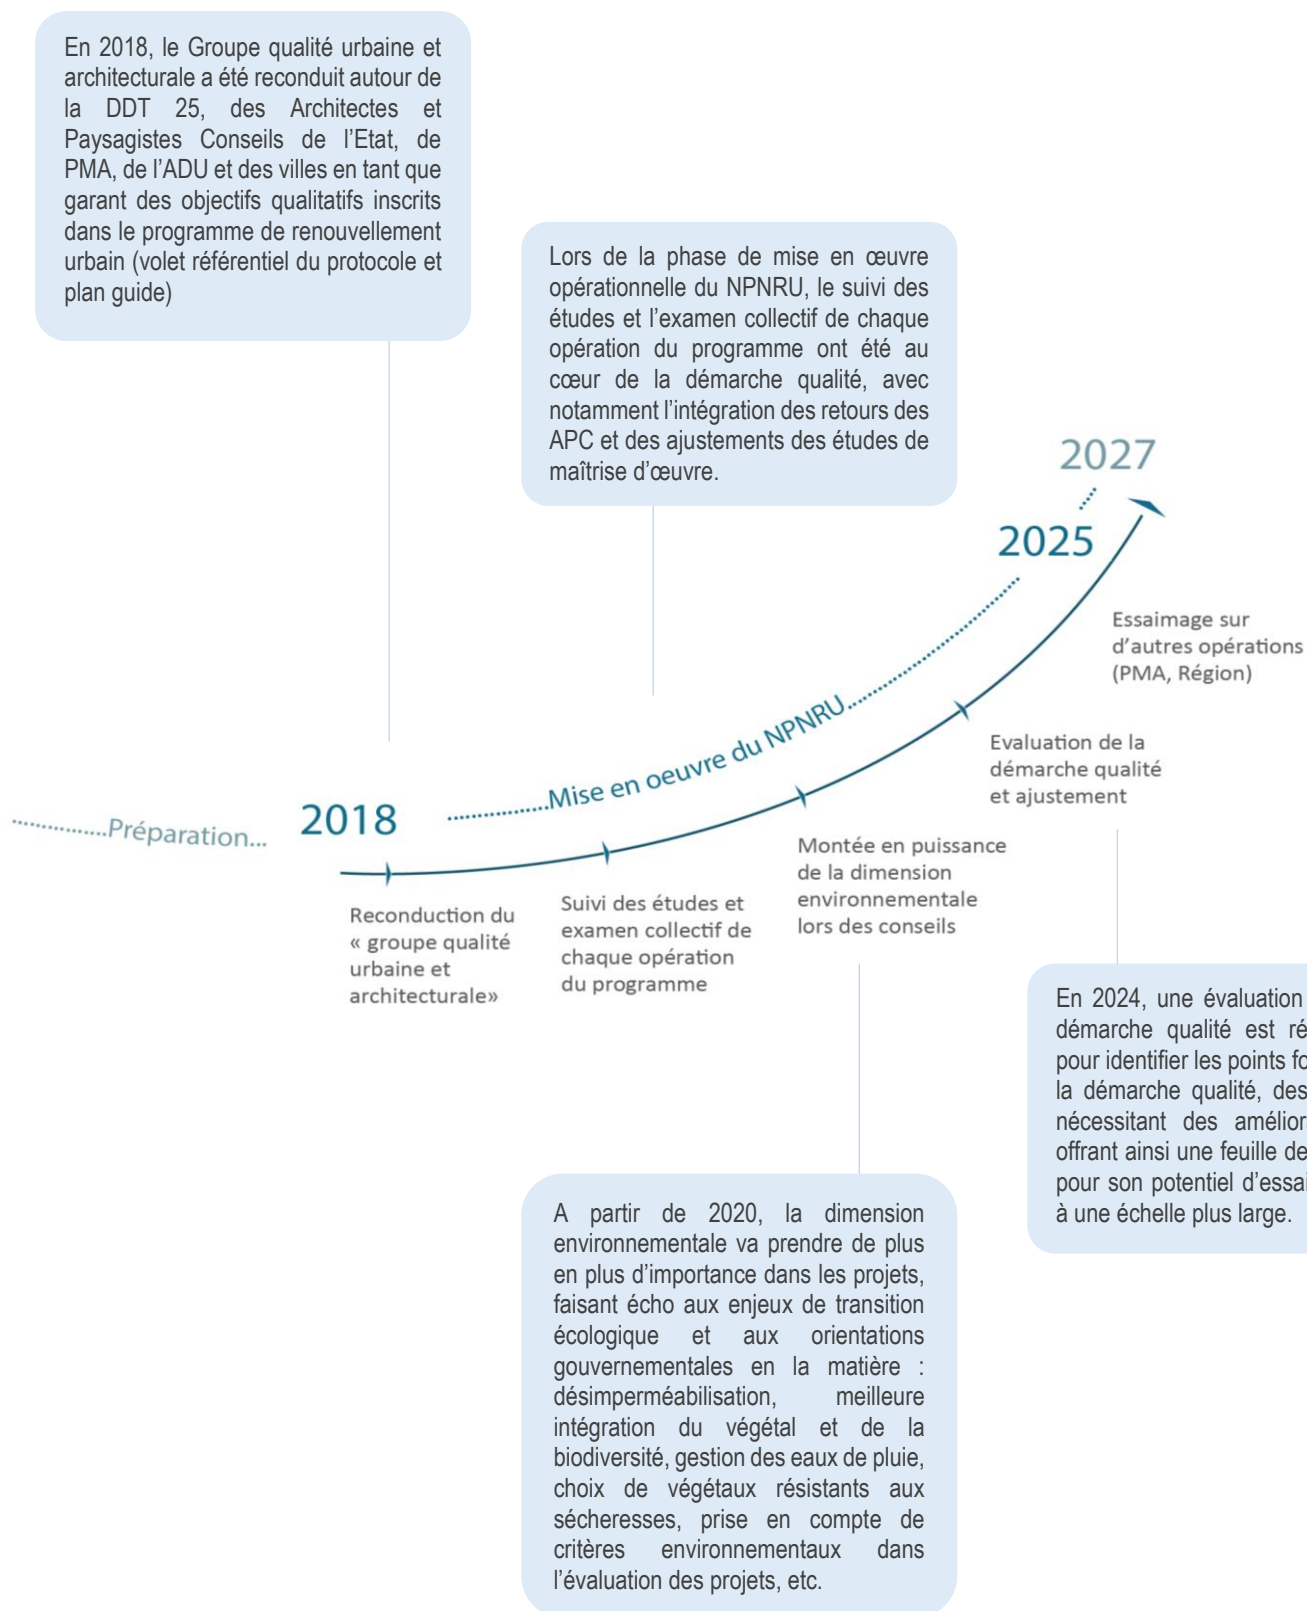 En 2018, le Groupe qualité urbaine et
architecturale a été reconduit autour de
la DDT 25, des Architectes et
Paysagistes Conseils de l'Etat, de
PMA, de l'ADU et des villes en tant que
garant des objectifs qualitatifs inscrits
dans le programme de renouvellement
urbain (volet référentiel du protocole et
plan guide)
Lors de la phase de mise en œuvre
opérationnelle du NPNRU, le suivi des
études et l'examen collectif de chaque
opération du programme ont été au
cœur de la démarche qualité, avec
notamment l'intégration des retours des
APC et des ajustements des études de
maîtrise d'œuvre.
2027
2025
Essaimage sur
d'autres opérations
(PMA, Région)
Evaluation de la
démarche qualité
et ajustement
...........Préparation...
2018
...........Mise en oeuvre du NPNRU...........
Montée en puissance
de la dimension
environnementale
lors des conseils
Suivi des études et
examen collectif de
chaque opération
du programme
Reconduction du
« groupe qualité
urbaine et
architecturale»
En 2024, une évaluation
démarche qualité est ré
pour identifier les points fo
la démarche qualité, des
nécessitant des amélior
offrant ainsi une feuille de
pour son potentiel d'essai
à une échelle plus large.
A partir de 2020, la dimension
environnementale va prendre de plus
en plus d'importance dans les projets,
faisant écho aux enjeux de transition
écologique et aux orientations
gouvernementales en la matière :
désimperméabilisation, meilleure
intégration du végétal et de la
biodiversité, gestion des eaux de pluie,
choix de végétaux résistants aux
sécheresses, prise en compte de
critères environnementaux dans
l'évaluation des projets, etc.